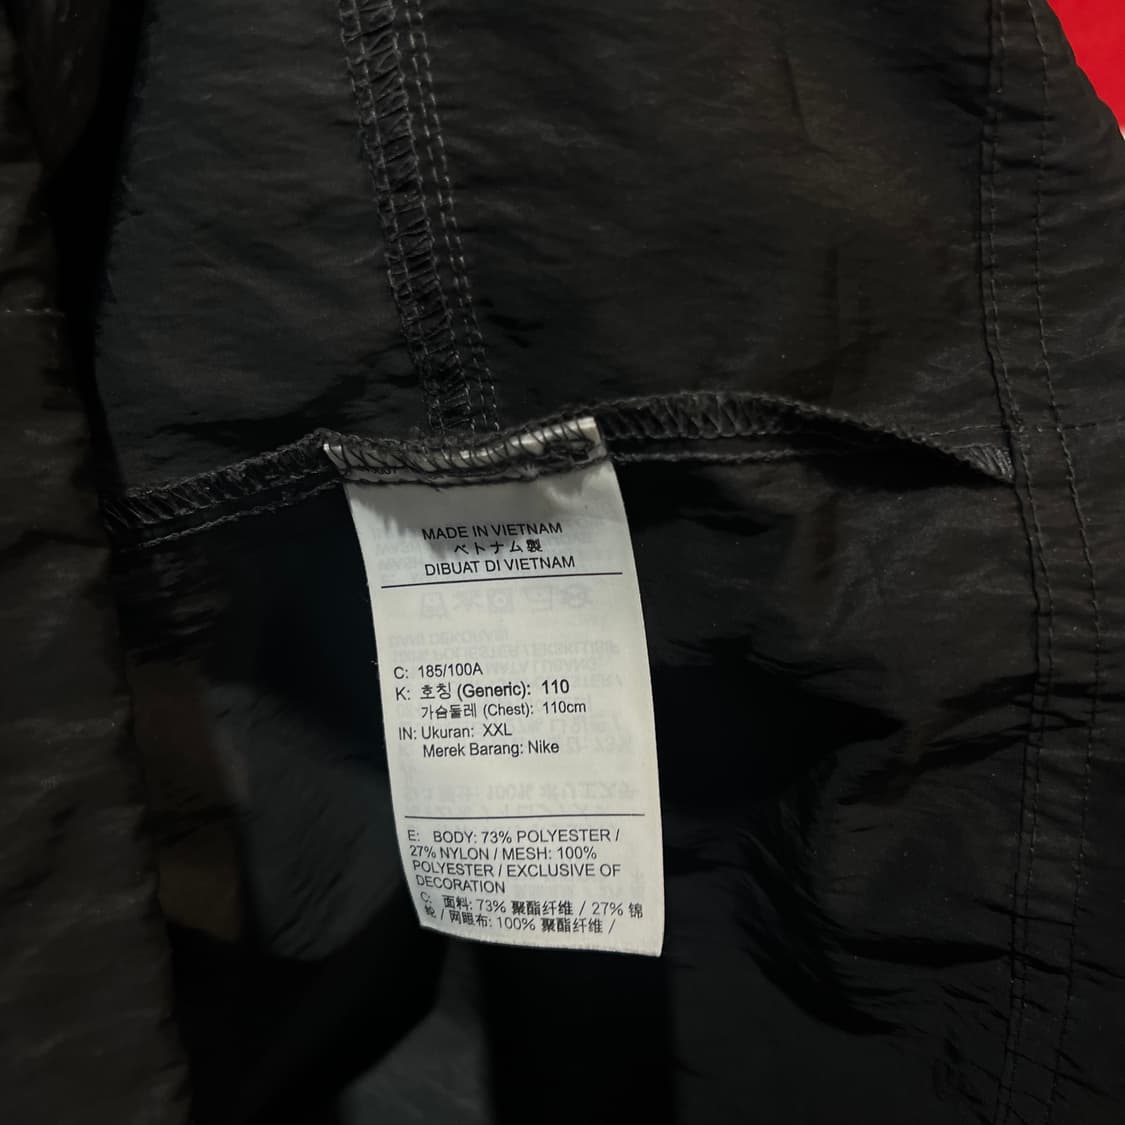 MADE IN VIETNAM
ベトナム製
DIBUAT DI VIETNAM
C: 185/100A
K: 호칭 (Generic): 110
가슴둘레 (Chest): 110cm
IN: Ukuran: XXL
Merek Barang: Nike
E: BODY: 73% POLYESTER /
27% NYLON / MESH: 100%
POLYESTER / EXCLUSIVE OF
DECORATION
C: 面料: 73% 聚酯纤维 / 27% 锦
纶 / 网眼布: 100% 聚酯纤维 /